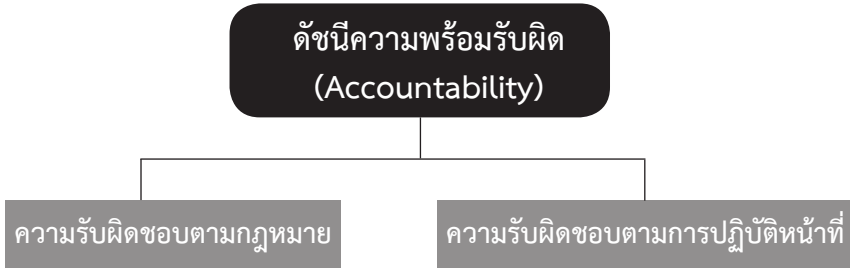 ดัชนีความพร้อมรับผิด
(Accountability)
ความรับผิดชอบตามกฎหมาย
ความรับผิดชอบตามการปฏิบัติหน้าที่